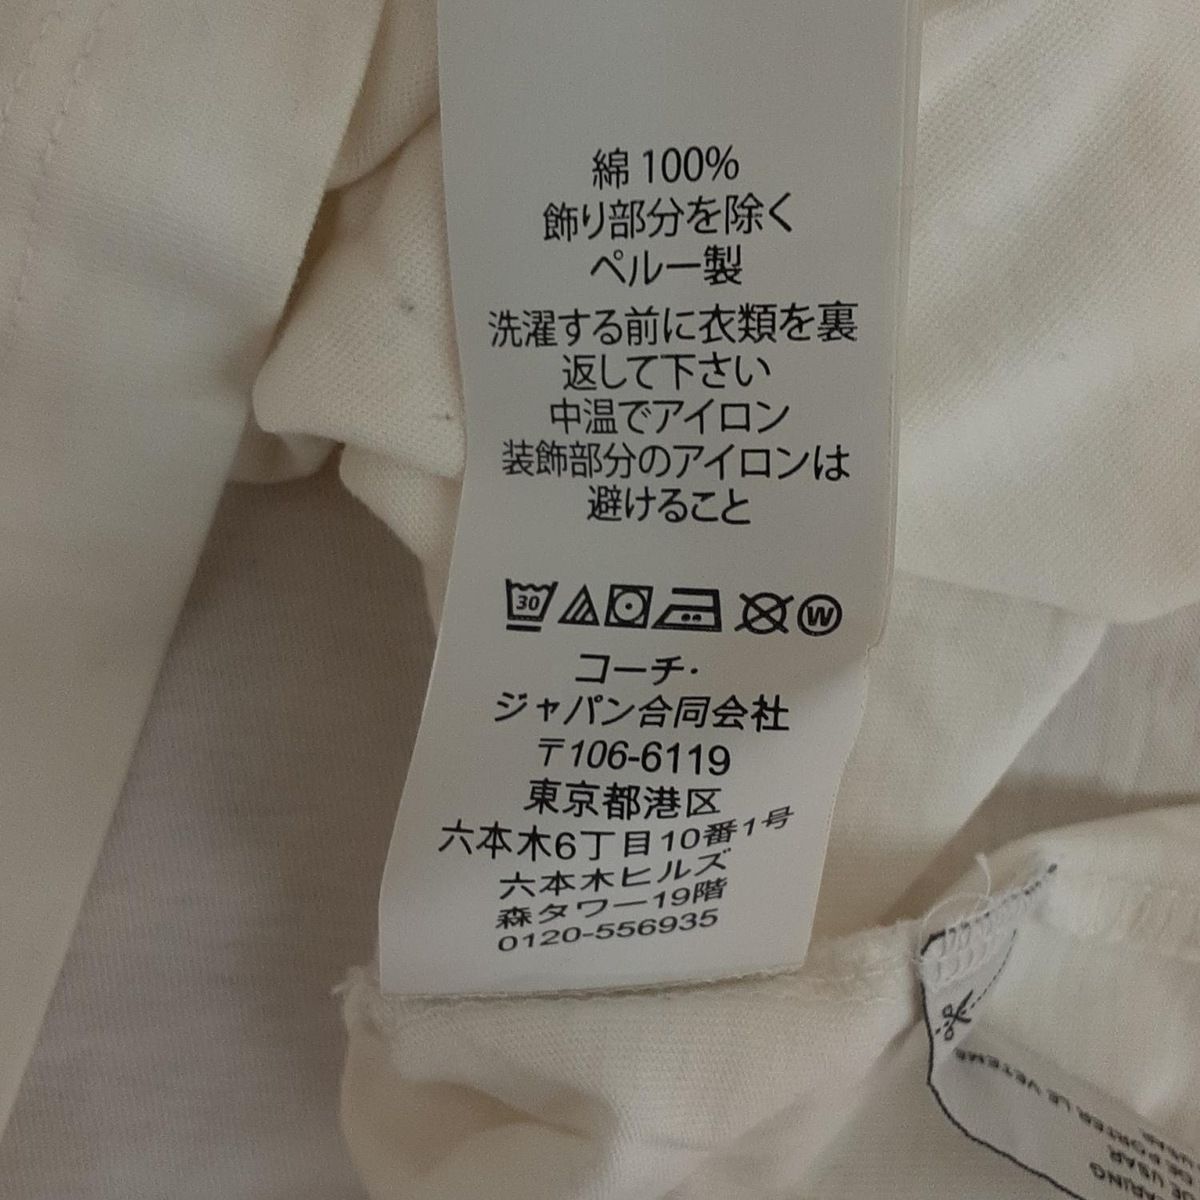 綿 100%
飾り部分を除く
ペルー製
洗濯する前に衣類を裏
返して下さい
中温でアイロン
装飾部分のアイロンは
避けること
30
W
コーチ・
ジャパン合同会社
〒106-6119
東京都港区
六本木6丁目10番1号
六本木ヒルズ
森タワー19階
0120-556935
LE VETEME
PORTER
USAR
ARING